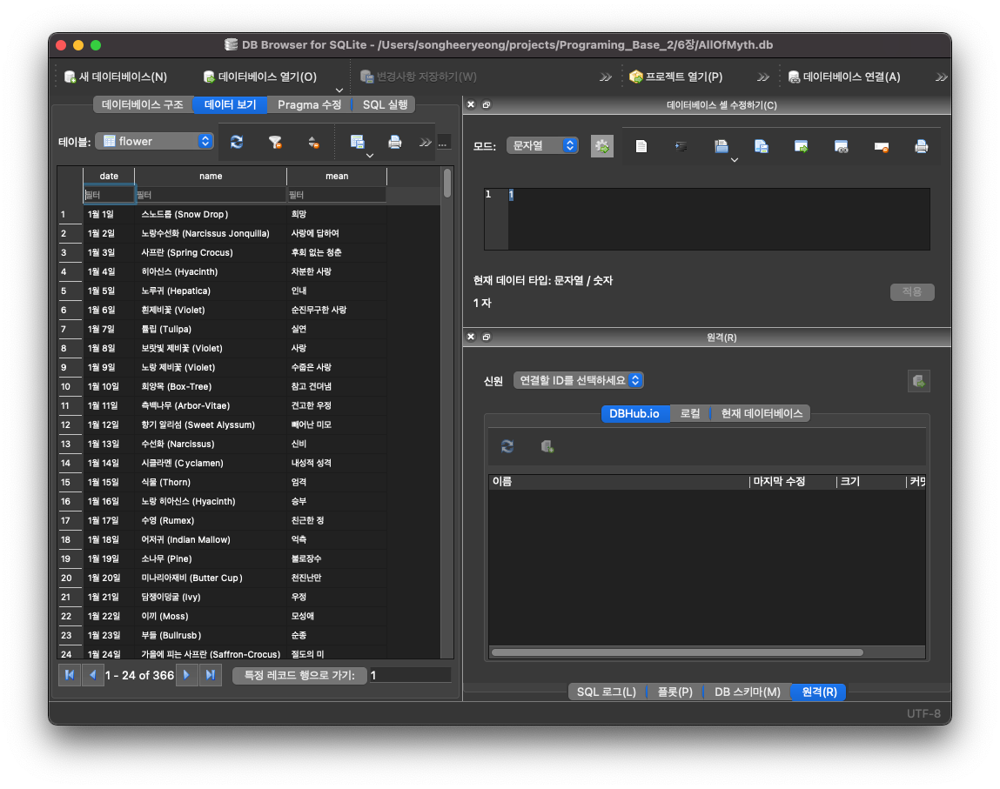 DB Browser for SQLite - /Users/songheeryeong/projects/Programing_Base_2/6장/AllOfMyth.db
새 데이터베이스(N) 데이터베이스 열기(O) 변경사항 저장하기(W) 프로젝트 열기(P) 데이터베이스 연결(A)
데이터베이스 구조 데이터 보기 Pragma 수정 SQL 실행
테이블: flower ...
date name mean
필터 필터 필터
1 1월 1일 스노드롭 (Snow Drop) 희망
2 1월 2일 노랑수선화 (Narcissus Jonquilla) 사랑에 답하여
3 1월 3일 사프란 (Spring Crocus) 후회 없는 청춘
4 1월 4일 히아신스 (Hyacinth) 차분한 사랑
5 1월 5일 노루귀 (Hepatica) 인내
6 1월 6일 흰제비꽃 (Violet) 순진무구한 사랑
7 1월 7일 튤립 (Tulipa) 실연
8 1월 8일 보랏빛 제비꽃 (Violet) 사랑
9 1월 9일 노랑 제비꽃 (Violet) 수줍은 사랑
10 1월 10일 회양목 (Box-Tree) 참고 견뎌냄
11 1월 11일 측백나무 (Arbor-Vitae) 견고한 우정
12 1월 12일 향기 알리섬 (Sweet Alyssum) 빼어난 미모
13 1월 13일 수선화 (Narcissus) 신비
14 1월 14일 시클라멘 (Cyclamen) 내성적 성격
15 1월 15일 식물 (Thorn) 엄격
16 1월 16일 노랑 히아신스 (Hyacinth) 승부
17 1월 17일 수영 (Rumex) 친근한 정
18 1월 18일 어저귀 (Indian Mallow) 억측
19 1월 19일 소나무 (Pine) 불로장수
20 1월 20일 미나리아재비 (Butter Cup) 천진난만
21 1월 21일 담쟁이덩굴 (Ivy) 우정
22 1월 22일 이끼 (Moss) 모성애
23 1월 23일 부들 (Bullrusb) 순종
24 1월 24일 가을에 피는 사프란 (Saffron-Crocus) 절도의 미
1 - 24 of 366 특정 레코드 행으로 가기: 1
데이터베이스 셀 수정하기(C)
모드: 문자열
1 1
현재 데이터 타입: 문자열 / 숫자
1 자
적용
원격(R)
신원 연결할 ID를 선택하세요
DBHub.io 로컬 현재 데이터베이스
이름 마지막 수정 크기
SQL 로그(L) 플롯(P) DB 스키마(M) 원격(R)
UTF-8